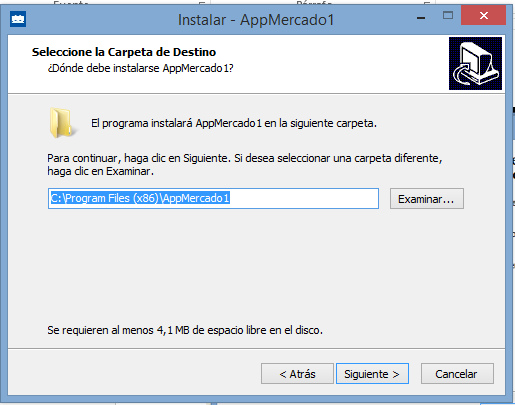 Instalar - AppMercado1
Seleccione la Carpeta de Destino
¿Dónde debe instalarse AppMercado1?
El programa instalará AppMercado1 en la siguiente carpeta.
Para continuar, haga clic en Siguiente. Si desea seleccionar una carpeta diferente,
haga clic en Examinar.
C:\Program Files (x86)\AppMercado1
Examinar...
Se requieren al menos 4,1 MB de espacio libre en el disco.
< Atrás
Siguiente >
Cancelar